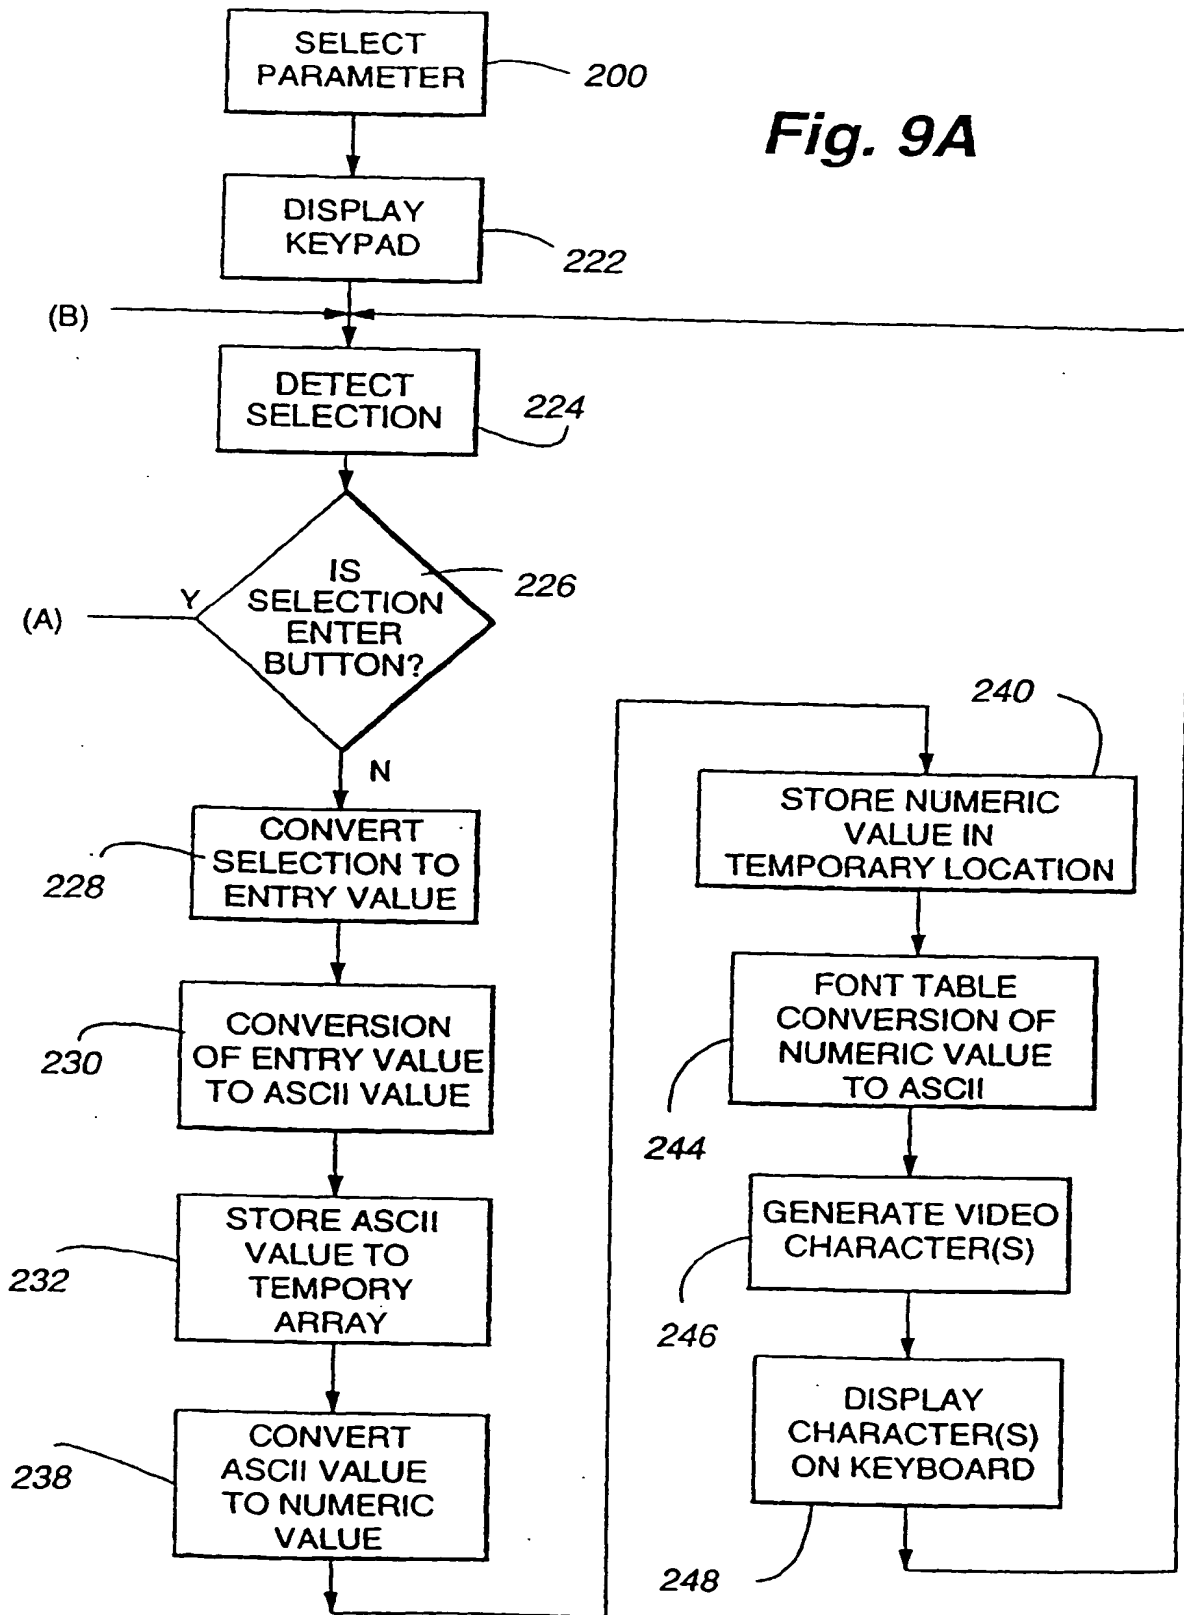 SELECT
PARAMETER
200
Fig. 9A
DISPLAY
KEYPAD
222
(B)
DETECT
SELECTION
224
IS
SELECTION
ENTER
BUTTON?
226
Y
(A)
N
CONVERT
SELECTION TO
ENTRY VALUE
228
CONVERSION
OF ENTRY VALUE
TO ASCII VALUE
230
STORE ASCII
VALUE TO
TEMPORY
ARRAY
232
CONVERT
ASCII VALUE
TO NUMERIC
VALUE
238
240
STORE NUMERIC
VALUE IN
TEMPORARY LOCATION
FONT TABLE
CONVERSION OF
NUMERIC VALUE
TO ASCII
244
GENERATE VIDEO
CHARACTER(S)
246
DISPLAY
CHARACTER(S)
ON KEYBOARD
248